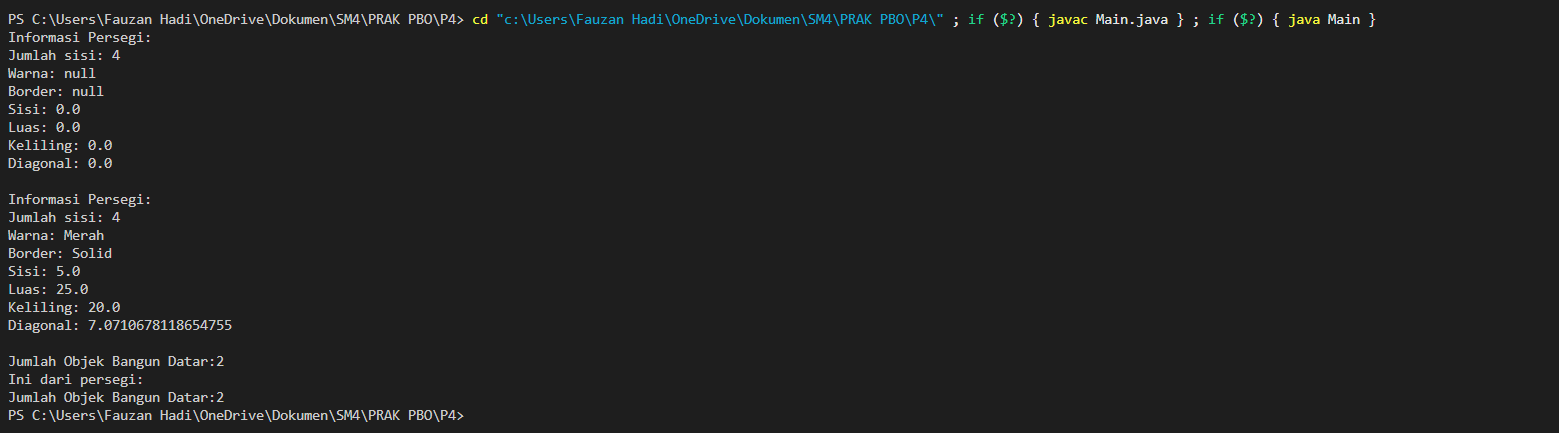 PS C:\Users\Fauzan Hadi\OneDrive\Dokumen\SM4\PRAK PBO\P4> cd "c:\Users\Fauzan Hadi\OneDrive\Dokumen\SM4\PRAK PBO\P4\" ; if ($?) { javac Main.java } ; if ($?) { java Main }
Informasi Persegi:
Jumlah sisi: 4
Warna: null
Border: null
Sisi: 0.0
Luas: 0.0
Keliling: 0.0
Diagonal: 0.0

Informasi Persegi:
Jumlah sisi: 4
Warna: Merah
Border: Solid
Sisi: 5.0
Luas: 25.0
Keliling: 20.0
Diagonal: 7.0710678118654755

Jumlah Objek Bangun Datar:2
Ini dari persegi:
Jumlah Objek Bangun Datar:2
PS C:\Users\Fauzan Hadi\OneDrive\Dokumen\SM4\PRAK PBO\P4>